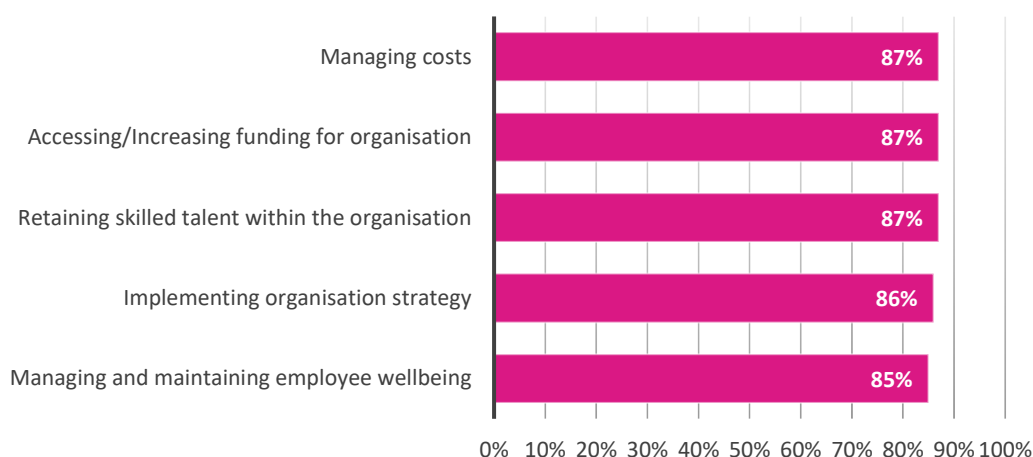 Managing costs 87%
Accessing/Increasing funding for organisation 87%
Retaining skilled talent within the organisation 87%
Implementing organisation strategy 86%
Managing and maintaining employee wellbeing 85%
0% 10% 20% 30% 40% 50% 60% 70% 80% 90% 100%